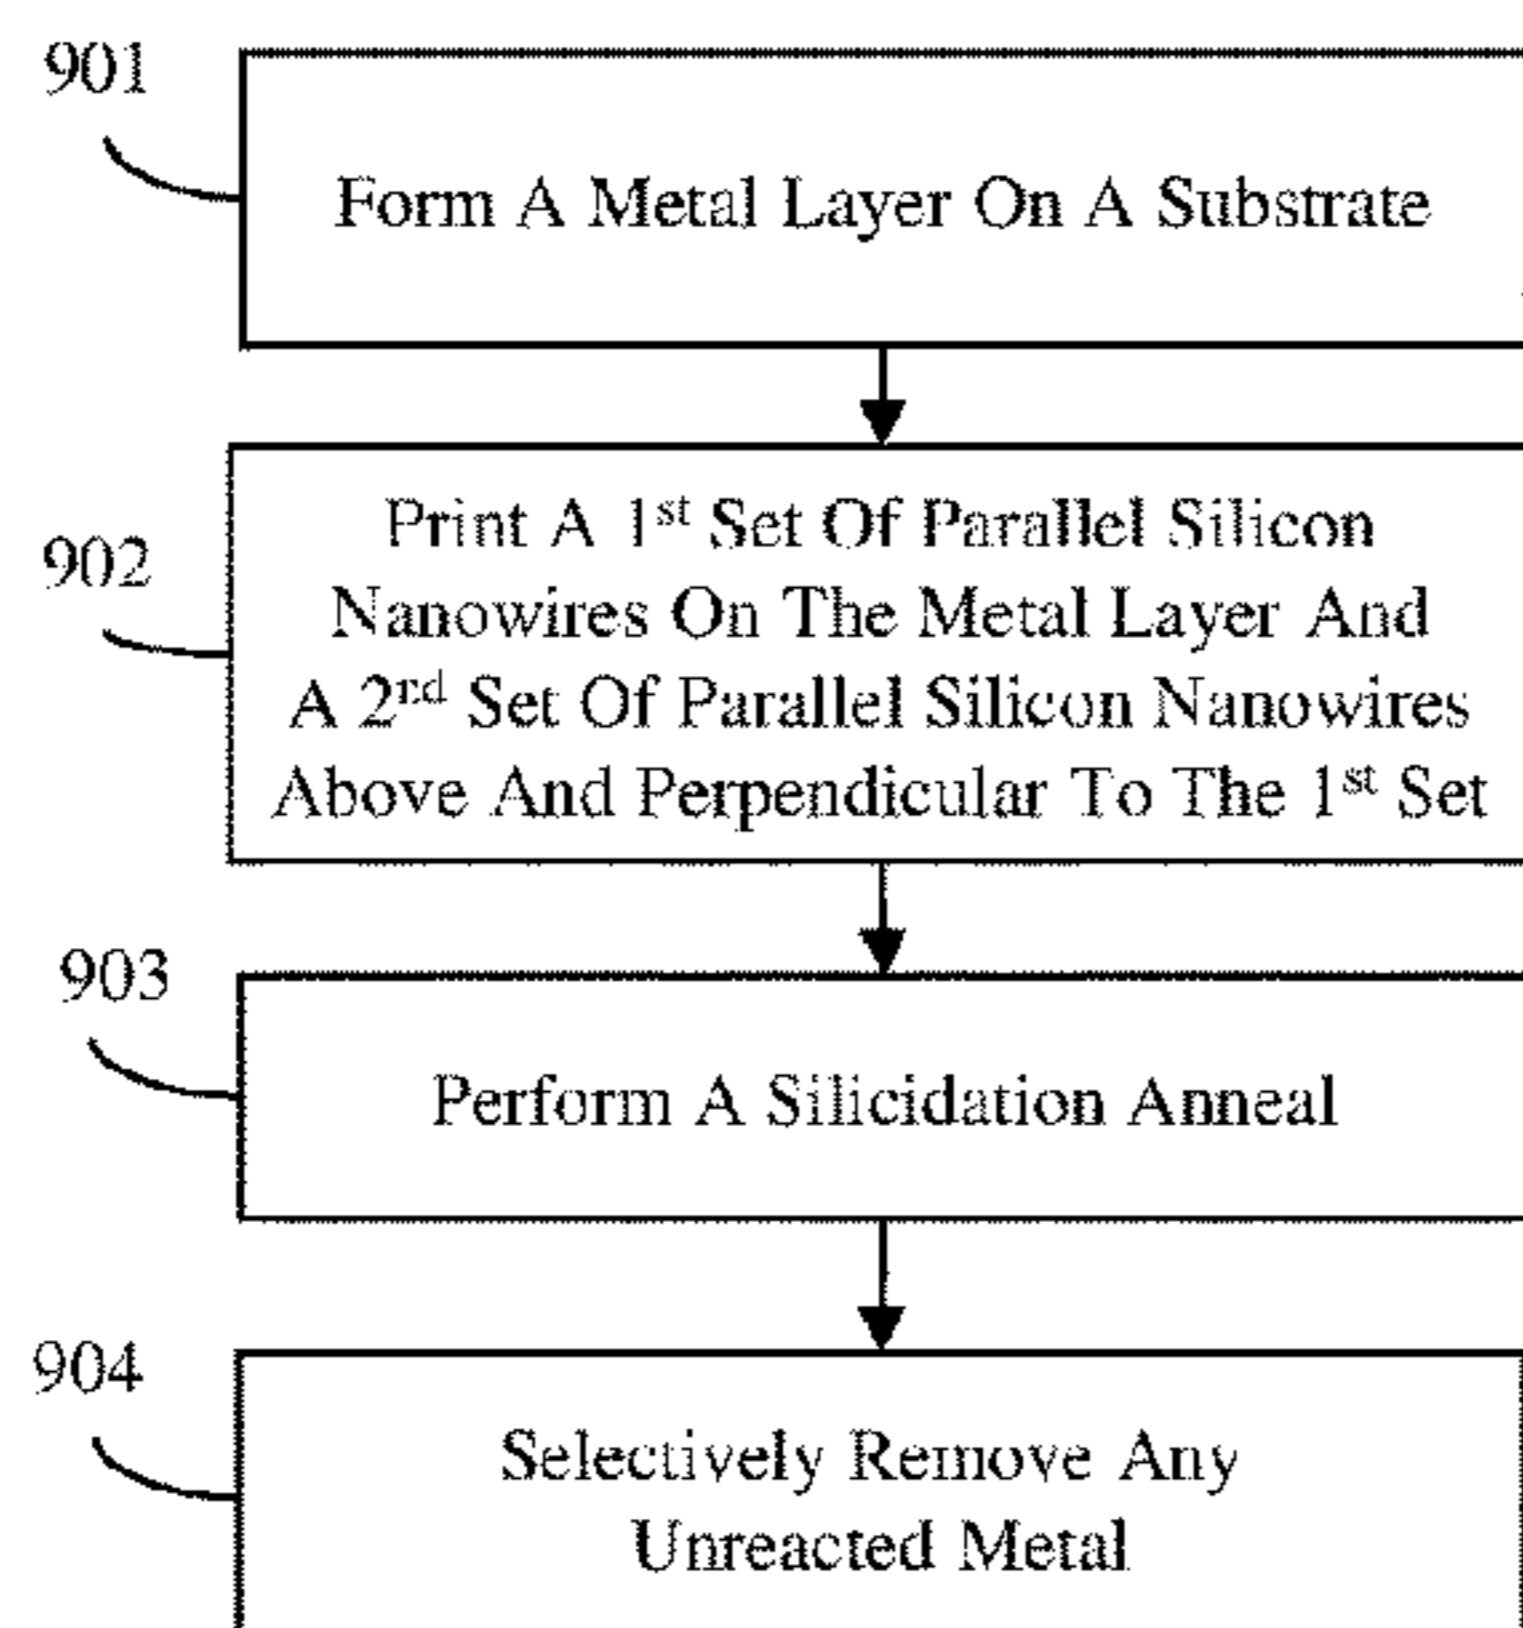 901
Form A Metal Layer On A Substrate
902
Print A 1st Set Of Parallel Silicon
Nanowires On The Metal Layer And
A 2nd Set Of Parallel Silicon Nanowires
Above And Perpendicular To The 1st Set
903
Perform A Silicidation Anneal
904
Selectively Remove Any
Unreacted Metal